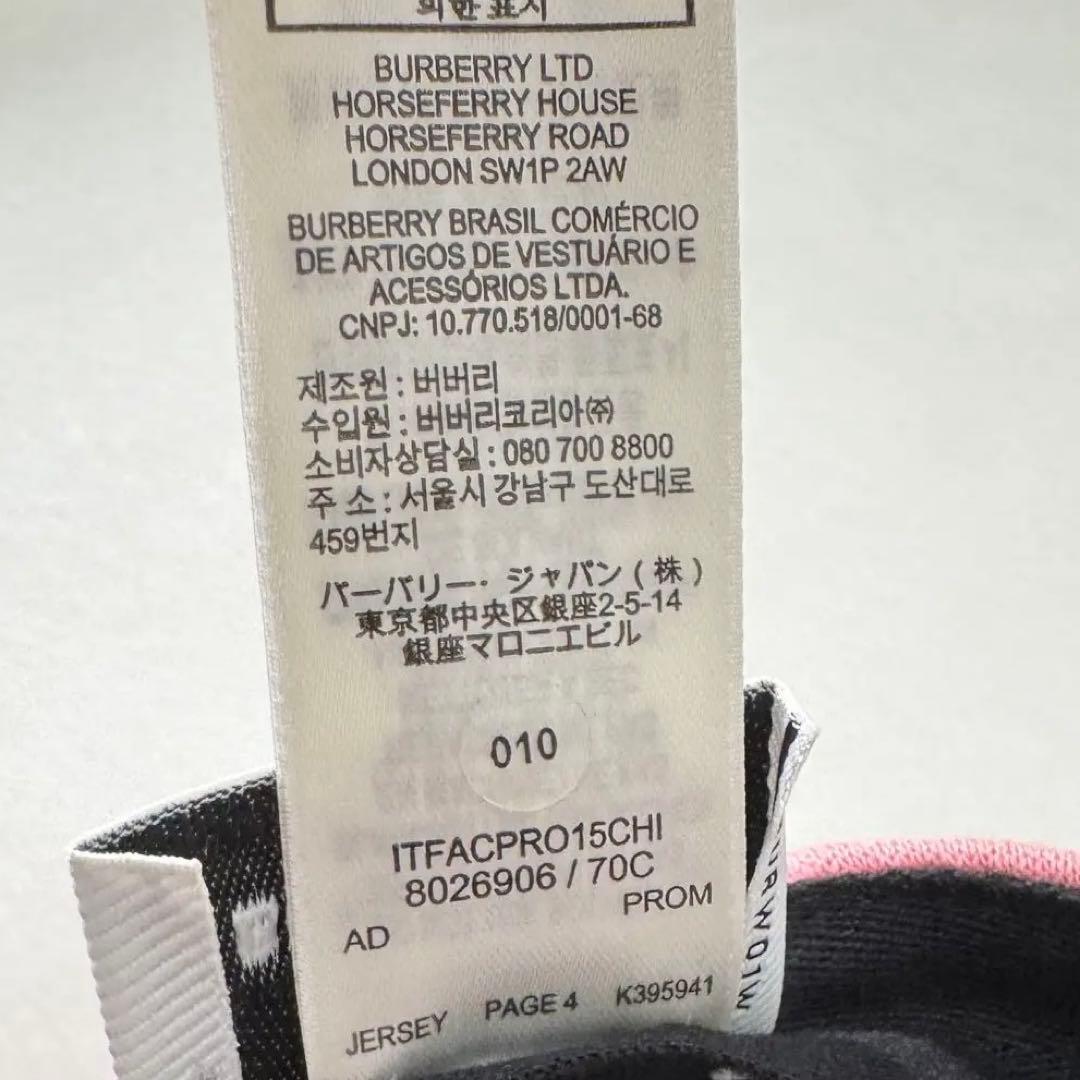 희한 표시
BURBERRY LTD
HORSEFERRY HOUSE
HORSEFERRY ROAD
LONDON SW1P 2AW
BURBERRY BRASIL COMÉRCIO
DE ARTIGOS DE VESTUÁRIO E
ACESSÓRIOS LTDA.
CNPJ: 10.770.518/0001-68
제조원 : 버버리
수입원 : 버버리코리아㈜
소비자상담실 : 080 700 8800
주 소 : 서울시 강남구 도산대로
459번지
バーバリー・ジャパン ( 株 )
東京都中央区銀座2-5-14
銀座マロニエビル
010
ITFACPRO15CHI
8026906 / 70C
PROM
AD
JERSEY PAGE 4 K395941
RW01W